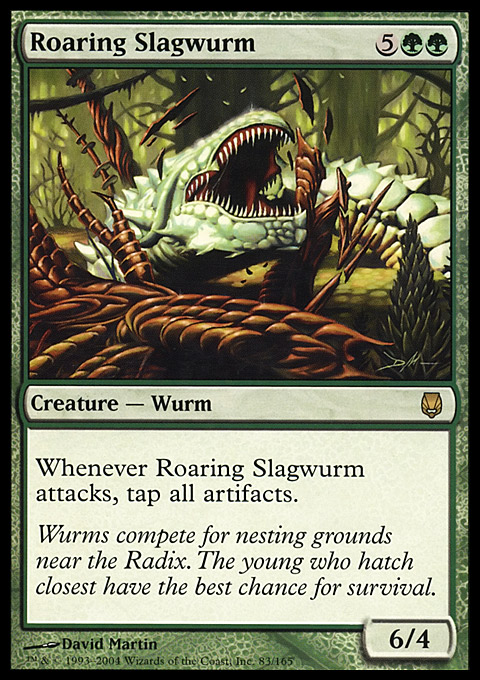 Roaring Slagwurm 5
Creature — Wurm
Whenever Roaring Slagwurm
attacks, tap all artifacts.
Wurms compete for nesting grounds
near the Radix. The young who hatch
closest have the best chance for survival.
David Martin
6/4
™ & © 1993–2004 Wizards of the Coast, Inc. 83/165